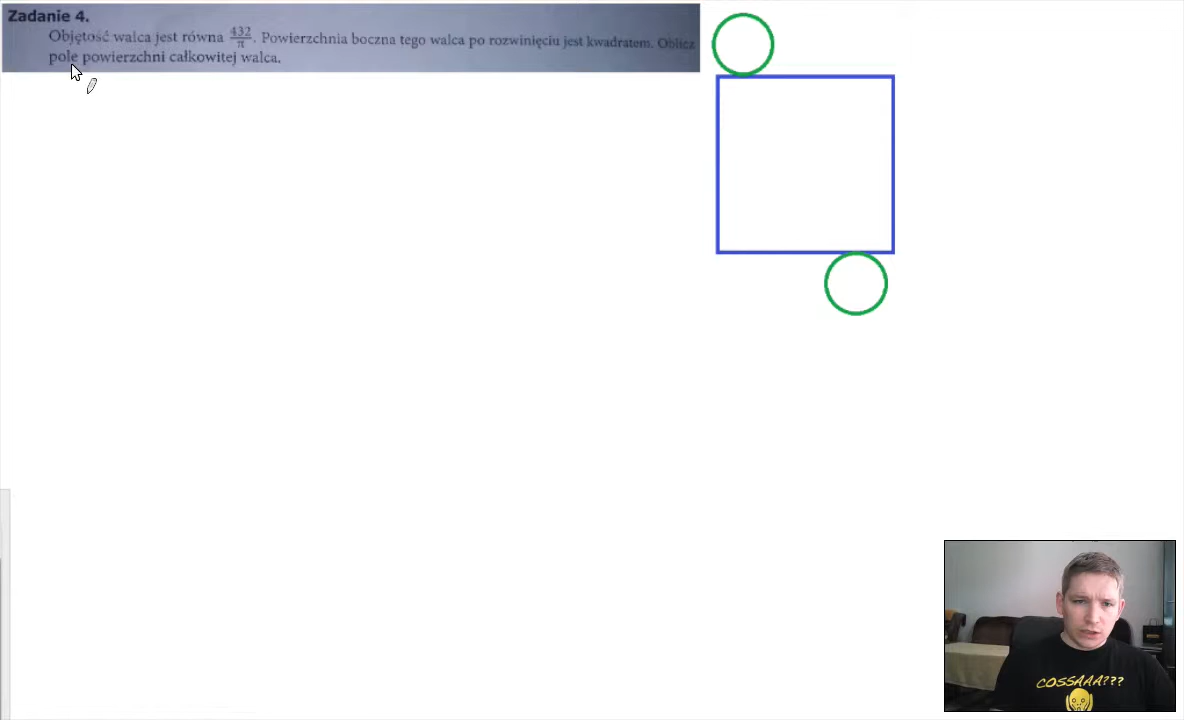 Zadanie 4.
Objętość walca jest równa 432/π. Powierzchnia boczna tego walca po rozwinięciu jest kwadratem. Oblicz
pole powierzchni całkowitej walca.
COSSAAA???